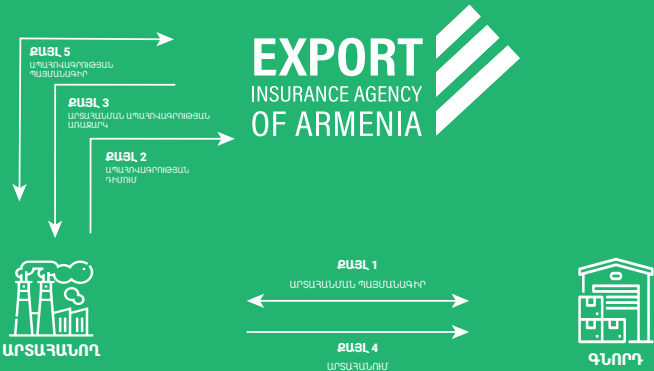 ՔԱՅԼ 5
ԱՊԱՀՈՎԱԳՐՈՒԹՅԱՆ
ՊԱՅՄԱՆԱԳԻՐ
ՔԱՅԼ 3
ԱՐՏԱՀԱՆՄԱՆ ԱՊԱՀՈՎԱԳՐՈՒԹՅԱՆ
ԱՌԱՋԱՐԿ
ՔԱՅԼ 2
ԱՊԱՀՈՎԱԳՐՈՒԹՅԱՆ
ԴԻՄՈՒՄ
EXPORT
INSURANCE AGENCY
OF ARMENIA
ՔԱՅԼ 1
ԱՐՏԱՀԱՆՄԱՆ ՊԱՅՄԱՆԱԳԻՐ
ՔԱՅԼ 4
ԱՐՏԱՀԱՆՈՒՄ
ԱՐՏԱՀԱՆՈՂ
ԳՆՈՐԴ